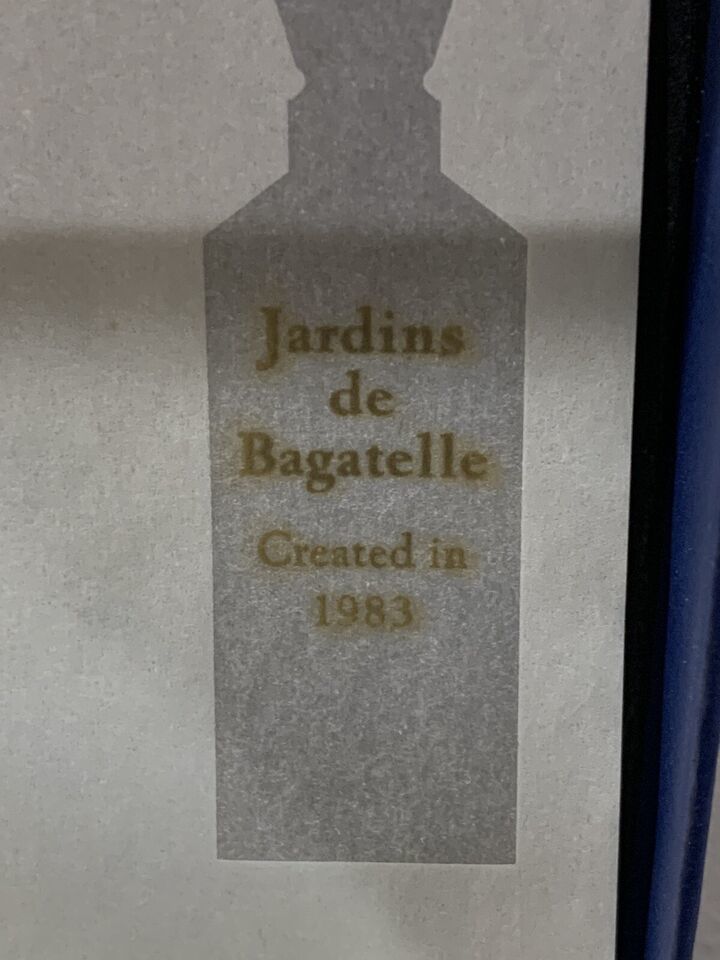 Jardins
de
Bagatelle
Created in
1983